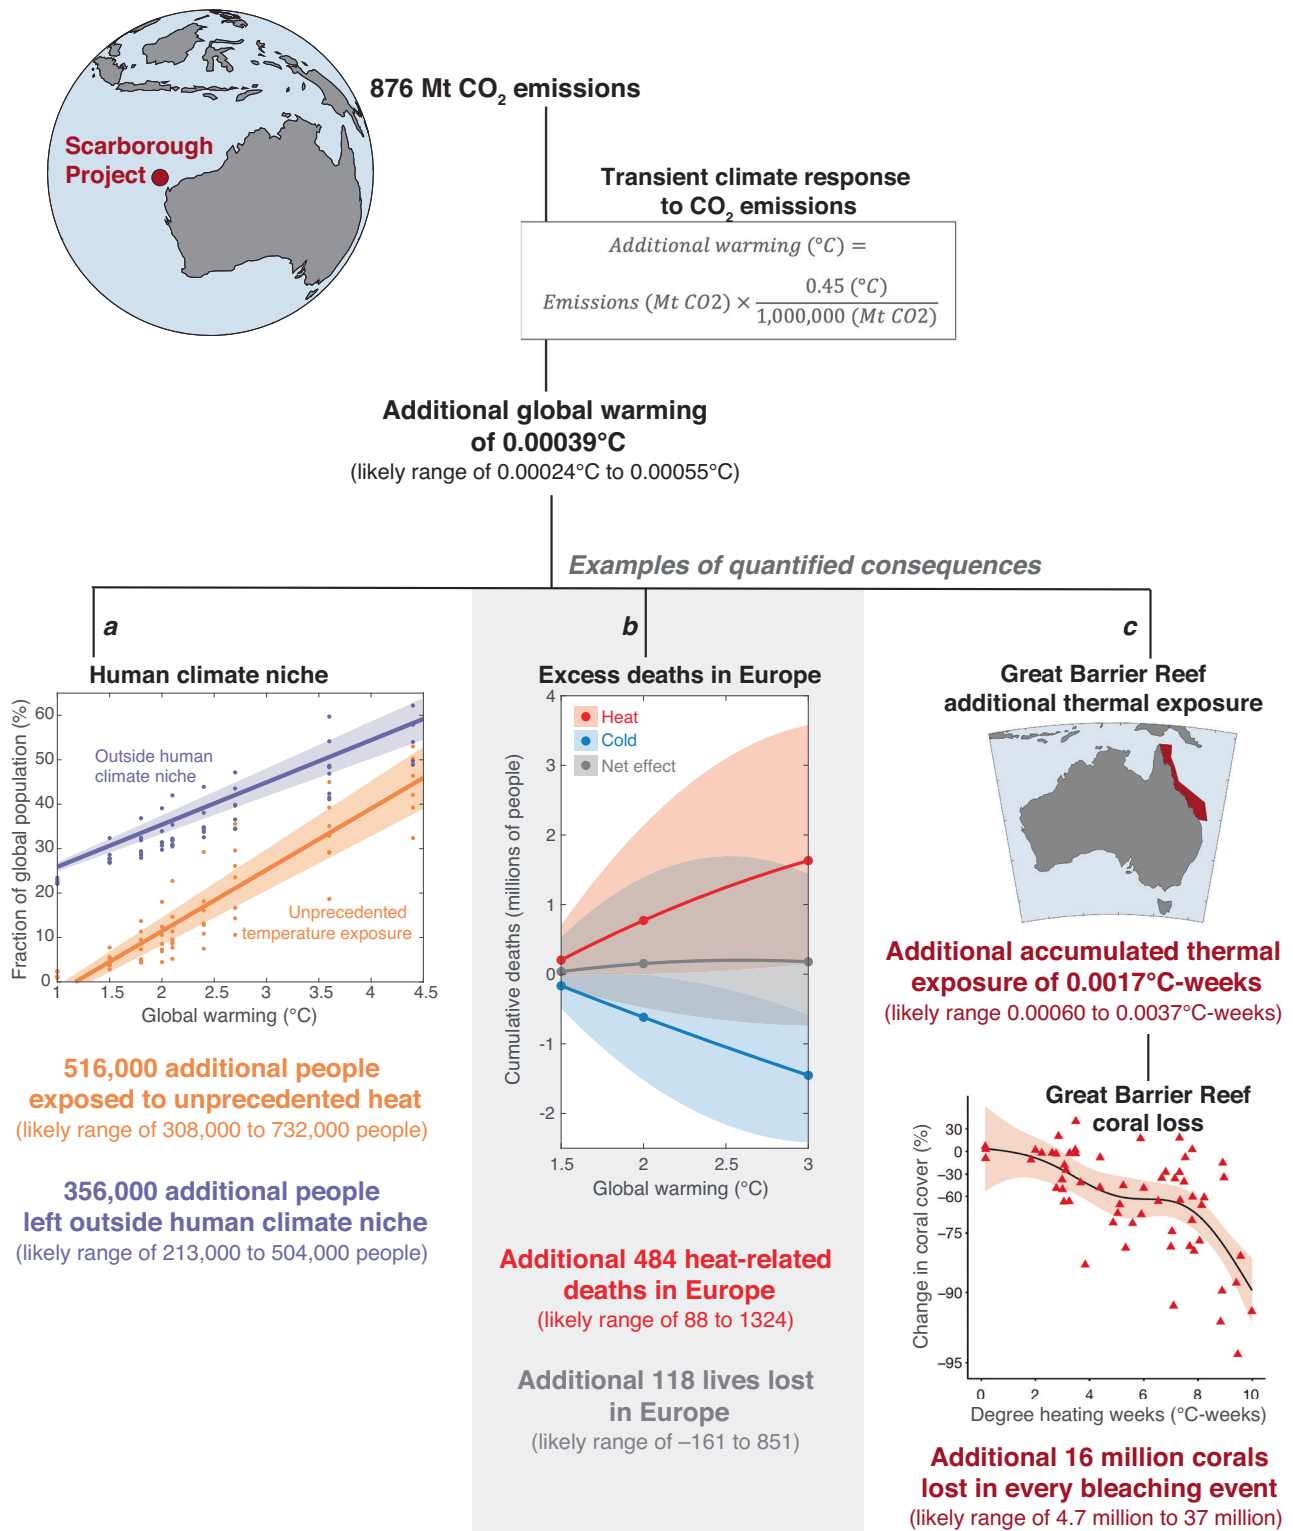 876 Mt CO2 emissions
Scarborough
Project
Transient climate response
to CO2 emissions
Additional warming (°C) =
Emissions (Mt CO2) × 0.45 (°C) / 1,000,000 (Mt CO2)
Additional global warming
of 0.00039°C
(likely range of 0.00024°C to 0.00055°C)
Examples of quantified consequences
a
Human climate niche
Fraction of global population (%)
60
50
40
30
20
10
0
Outside human
climate niche
Unprecedented
temperature exposure
1 1.5 2 2.5 3 3.5 4 4.5
Global warming (°C)
516,000 additional people
exposed to unprecedented heat
(likely range of 308,000 to 732,000 people)
356,000 additional people
left outside human climate niche
(likely range of 213,000 to 504,000 people)
b
Excess deaths in Europe
Cumulative deaths (millions of people)
4
3
2
1
0
-1
-2
Heat
Cold
Net effect
1.5 2 2.5 3
Global warming (°C)
Additional 484 heat-related
deaths in Europe
(likely range of 88 to 1324)
Additional 118 lives lost
in Europe
(likely range of –161 to 851)
c
Great Barrier Reef
additional thermal exposure
Additional accumulated thermal
exposure of 0.0017°C-weeks
(likely range 0.00060 to 0.0037°C-weeks)
Great Barrier Reef
coral loss
Change in coral cover (%)
30
0
–30
–60
–75
–90
–95
0 2 4 6 8 10
Degree heating weeks (°C-weeks)
Additional 16 million corals
lost in every bleaching event
(likely range of 4.7 million to 37 million)